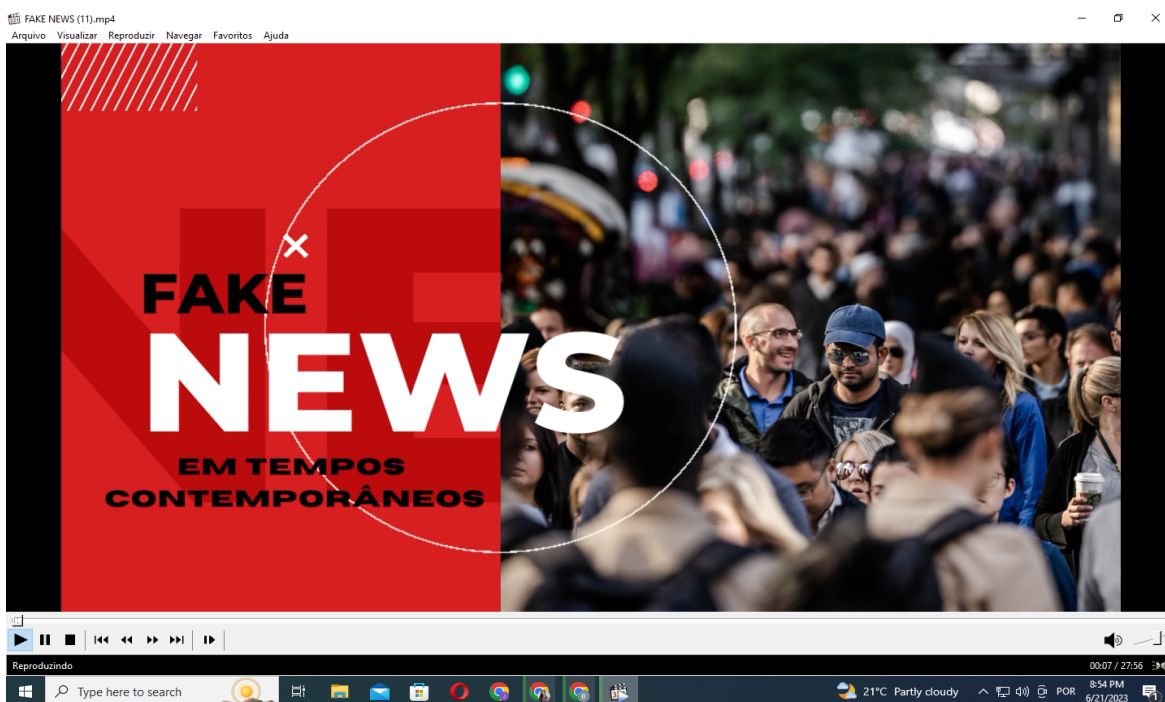 FAKE NEWS (11).mp4
Arquivo Visualizar Reproduzir Navegar Favoritos Ajuda
FAKE
NEWS
EM TEMPOS
CONTEMPORÂNEOS
Reproduzindo
00:07 / 27:56
Type here to search
21°C Partly cloudy
POR
8:54 PM
6/21/2023